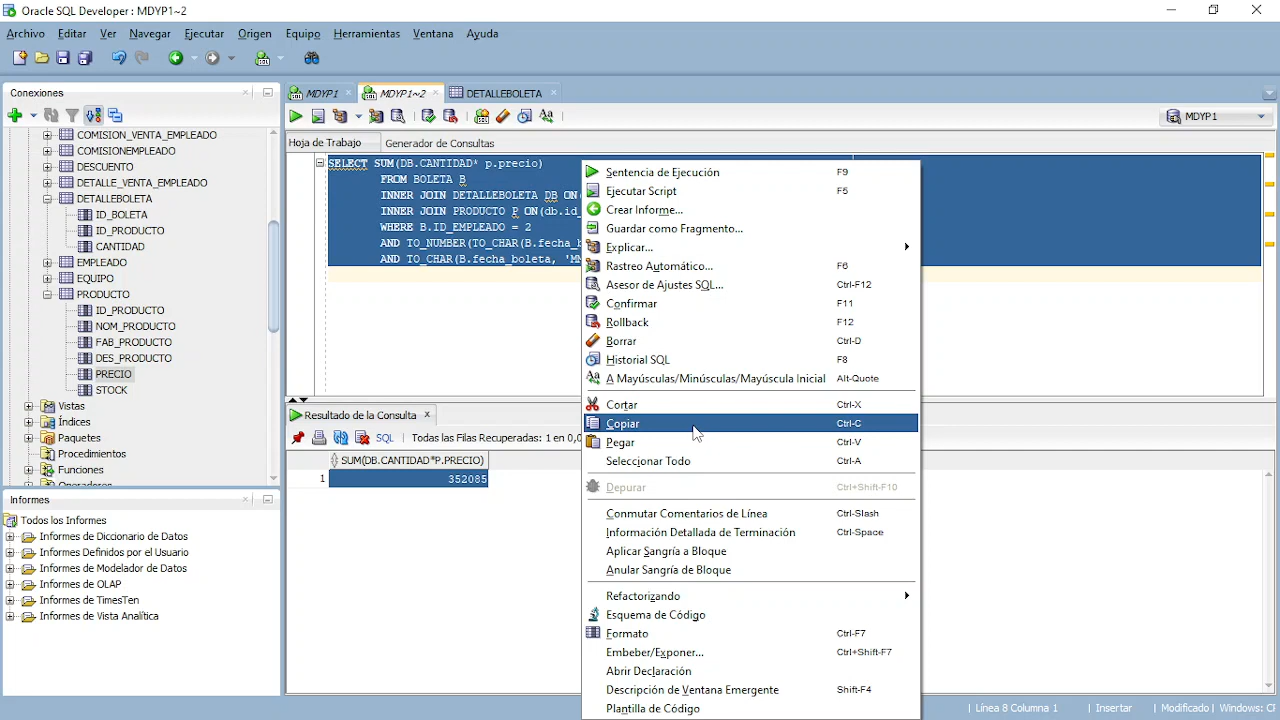 Oracle SQL Developer : MDYP1~2
Archivo Editar Ver Navegar Ejecutar Origen Equipo Herramientas Ventana Ayuda
Conexiones
COMISION_VENTA_EMPLEADO
COMISIONEMPLEADO
DESCUENTO
DETALLE_VENTA_EMPLEADO
DETALLEBOLETA
ID_BOLETA
ID_PRODUCTO
CANTIDAD
EMPLEADO
EQUIPO
PRODUCTO
ID_PRODUCTO
NOM_PRODUCTO
FAB_PRODUCTO
DES_PRODUCTO
PRECIO
STOCK
Vistas
Índices
Paquetes
Procedimientos
Funciones
Operadores
Informes
Todos los Informes
Informes de Diccionario de Datos
Informes Definidos por el Usuario
Informes de Modelador de Datos
Informes de OLAP
Informes de TimesTen
Informes de Vista Analítica
MDYP1 MDYP1~2 DETALLEBOLETA
MDYP1
Hoja de Trabajo Generador de Consultas
SELECT SUM(DB.CANTIDAD* p.precio)
FROM BOLETA B
INNER JOIN DETALLEBOLETA DB ON(
INNER JOIN PRODUCTO P ON(db.id_
WHERE B.ID_EMPLEADO = 2
AND TO_NUMBER(TO_CHAR(B.fecha_b
AND TO_CHAR(B.fecha_boleta, 'MM
Resultado de la Consulta
SQL | Todas las Filas Recuperadas: 1 en 0,0
SUM(DB.CANTIDAD*P.PRECIO)
1 352085
Sentencia de Ejecución F9
Ejecutar Script F5
Crear Informe...
Guardar como Fragmento...
Explicar...
Rastreo Automático... F6
Asesor de Ajustes SQL... Ctrl-F12
Confirmar F11
Rollback F12
Borrar Ctrl-D
Historial SQL F8
A Mayúsculas/Minúsculas/Mayúscula Inicial Alt-Quote
Cortar Ctrl-X
Copiar Ctrl-C
Pegar Ctrl-V
Seleccionar Todo Ctrl-A
Depurar Ctrl+Shift-F10
Conmutar Comentarios de Línea Ctrl-Slash
Información Detallada de Terminación Ctrl-Space
Aplicar Sangría a Bloque
Anular Sangría de Bloque
Refactorizando
Esquema de Código
Formato Ctrl-F7
Embeber/Exponer... Ctrl+Shift-F7
Abrir Declaración
Descripción de Ventana Emergente Shift-F4
Plantilla de Código
| Línea 8 Columna 1 | Insertar | Modificado | Windows: CF